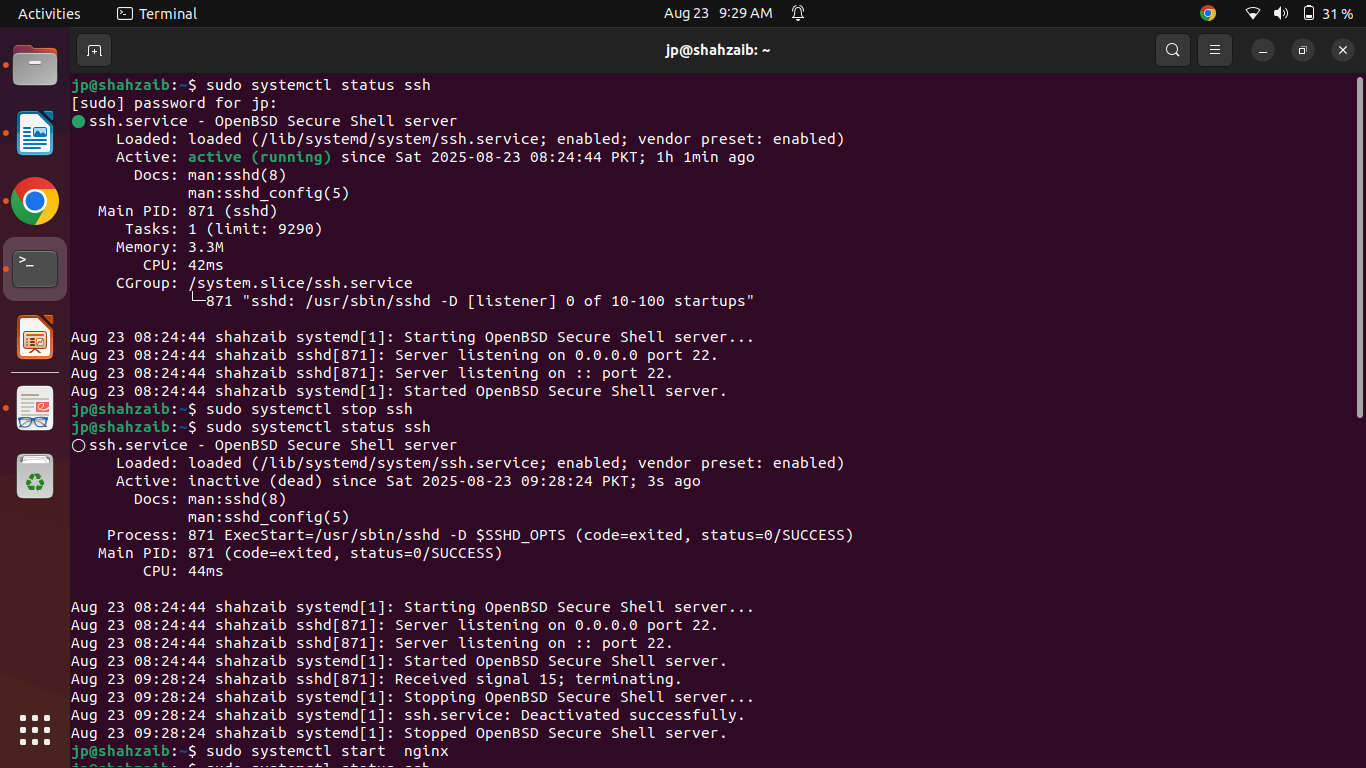 Activities
Terminal
Aug 23 9:29 AM
31 %
jp@shahzaib: ~
jp@shahzaib:~$ sudo systemctl status ssh
[sudo] password for jp:
● ssh.service - OpenBSD Secure Shell server
Loaded: loaded (/lib/systemd/system/ssh.service; enabled; vendor preset: enabled)
Active: active (running) since Sat 2025-08-23 08:24:44 PKT; 1h 1min ago
Docs: man:sshd(8)
man:sshd_config(5)
Main PID: 871 (sshd)
Tasks: 1 (limit: 9290)
Memory: 3.3M
CPU: 42ms
CGroup: /system.slice/ssh.service
└─871 "sshd: /usr/sbin/sshd -D [listener] 0 of 10-100 startups"
Aug 23 08:24:44 shahzaib systemd[1]: Starting OpenBSD Secure Shell server...
Aug 23 08:24:44 shahzaib sshd[871]: Server listening on 0.0.0.0 port 22.
Aug 23 08:24:44 shahzaib sshd[871]: Server listening on :: port 22.
Aug 23 08:24:44 shahzaib systemd[1]: Started OpenBSD Secure Shell server.
jp@shahzaib:~$ sudo systemctl stop ssh
jp@shahzaib:~$ sudo systemctl status ssh
○ ssh.service - OpenBSD Secure Shell server
Loaded: loaded (/lib/systemd/system/ssh.service; enabled; vendor preset: enabled)
Active: inactive (dead) since Sat 2025-08-23 09:28:24 PKT; 3s ago
Docs: man:sshd(8)
man:sshd_config(5)
Process: 871 ExecStart=/usr/sbin/sshd -D $SSHD_OPTS (code=exited, status=0/SUCCESS)
Main PID: 871 (code=exited, status=0/SUCCESS)
CPU: 44ms
Aug 23 08:24:44 shahzaib systemd[1]: Starting OpenBSD Secure Shell server...
Aug 23 08:24:44 shahzaib sshd[871]: Server listening on 0.0.0.0 port 22.
Aug 23 08:24:44 shahzaib sshd[871]: Server listening on :: port 22.
Aug 23 08:24:44 shahzaib systemd[1]: Started OpenBSD Secure Shell server.
Aug 23 09:28:24 shahzaib sshd[871]: Received signal 15; terminating.
Aug 23 09:28:24 shahzaib systemd[1]: Stopping OpenBSD Secure Shell server...
Aug 23 09:28:24 shahzaib systemd[1]: ssh.service: Deactivated successfully.
Aug 23 09:28:24 shahzaib systemd[1]: Stopped OpenBSD Secure Shell server.
jp@shahzaib:~$ sudo systemctl start  nginx
jp@shahzaib:~$ sudo systemctl status ssh